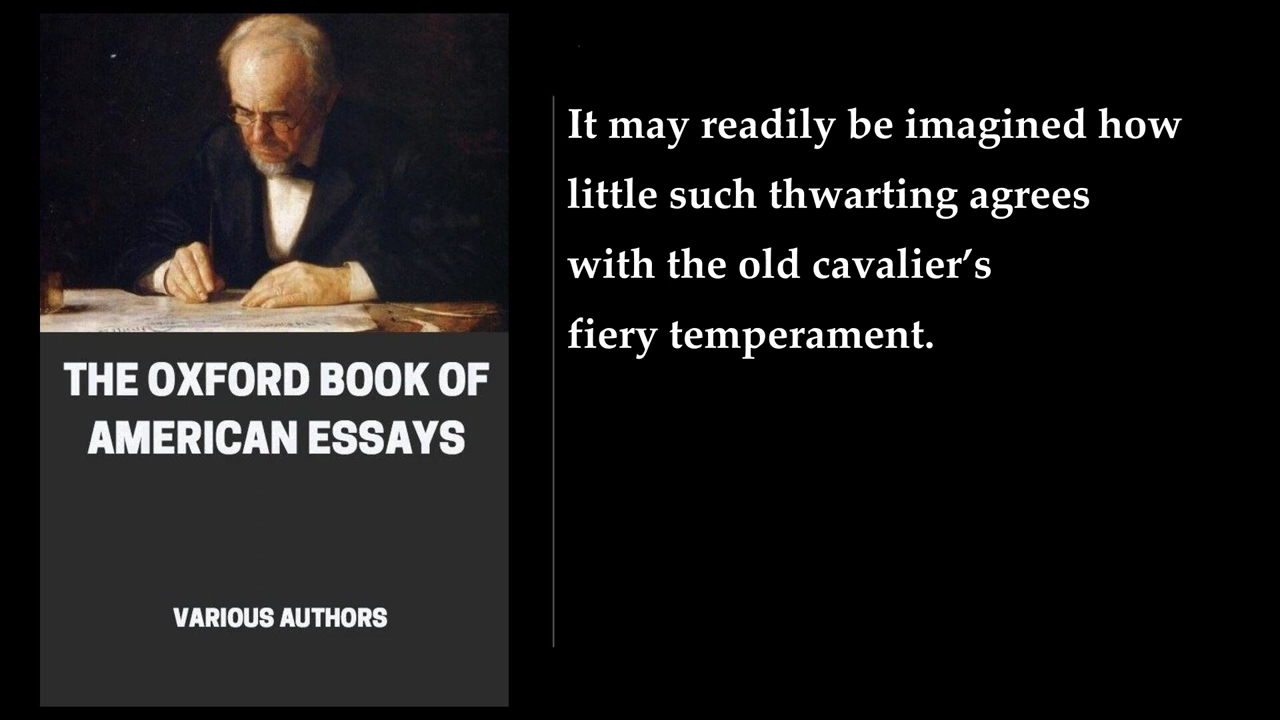 THE OXFORD BOOK OF
AMERICAN ESSAYS
VARIOUS AUTHORS
It may readily be imagined how
little such thwarting agrees
with the old cavalier’s
fiery temperament.